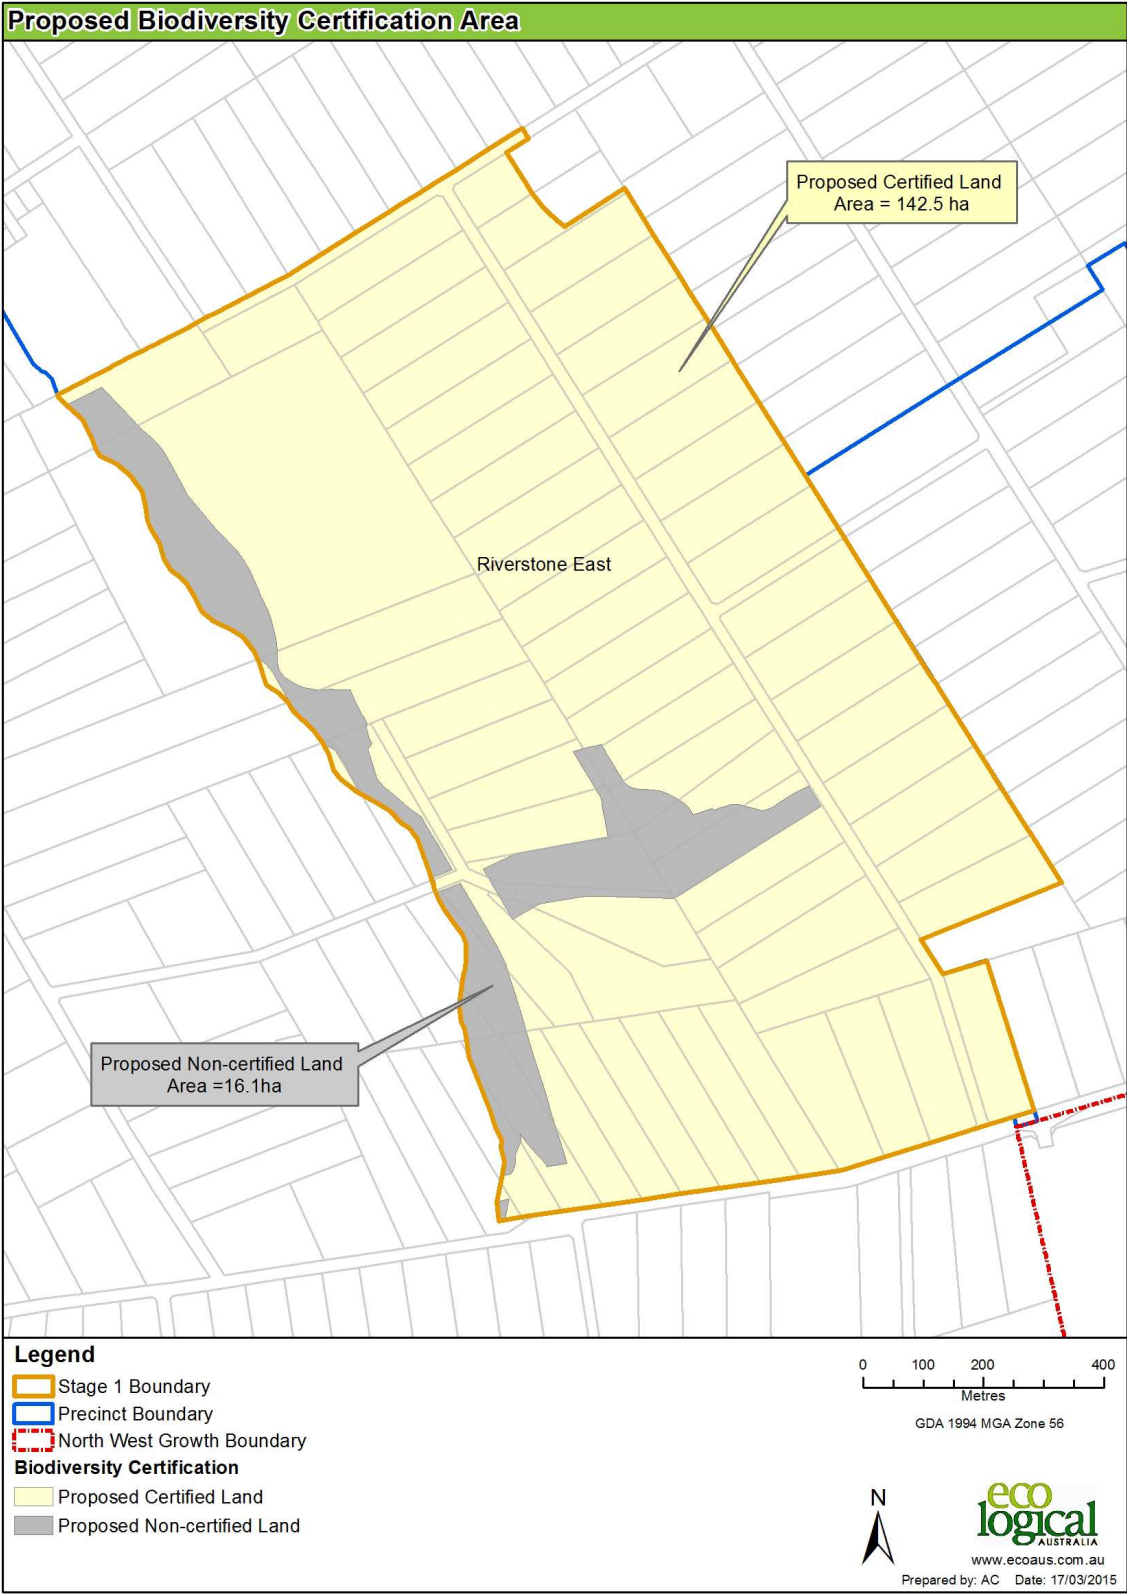 Proposed Biodiversity Certification Area
Proposed Certified Land
Area = 142.5 ha
Riverstone East
Proposed Non-certified Land
Area =16.1ha
Legend
Stage 1 Boundary
Precinct Boundary
North West Growth Boundary
Biodiversity Certification
Proposed Certified Land
Proposed Non-certified Land
0 100 200 400
Metres
GDA 1994 MGA Zone 56
N
eco
logical
AUSTRALIA
www.ecoaus.com.au
Prepared by: AC Date: 17/03/2015